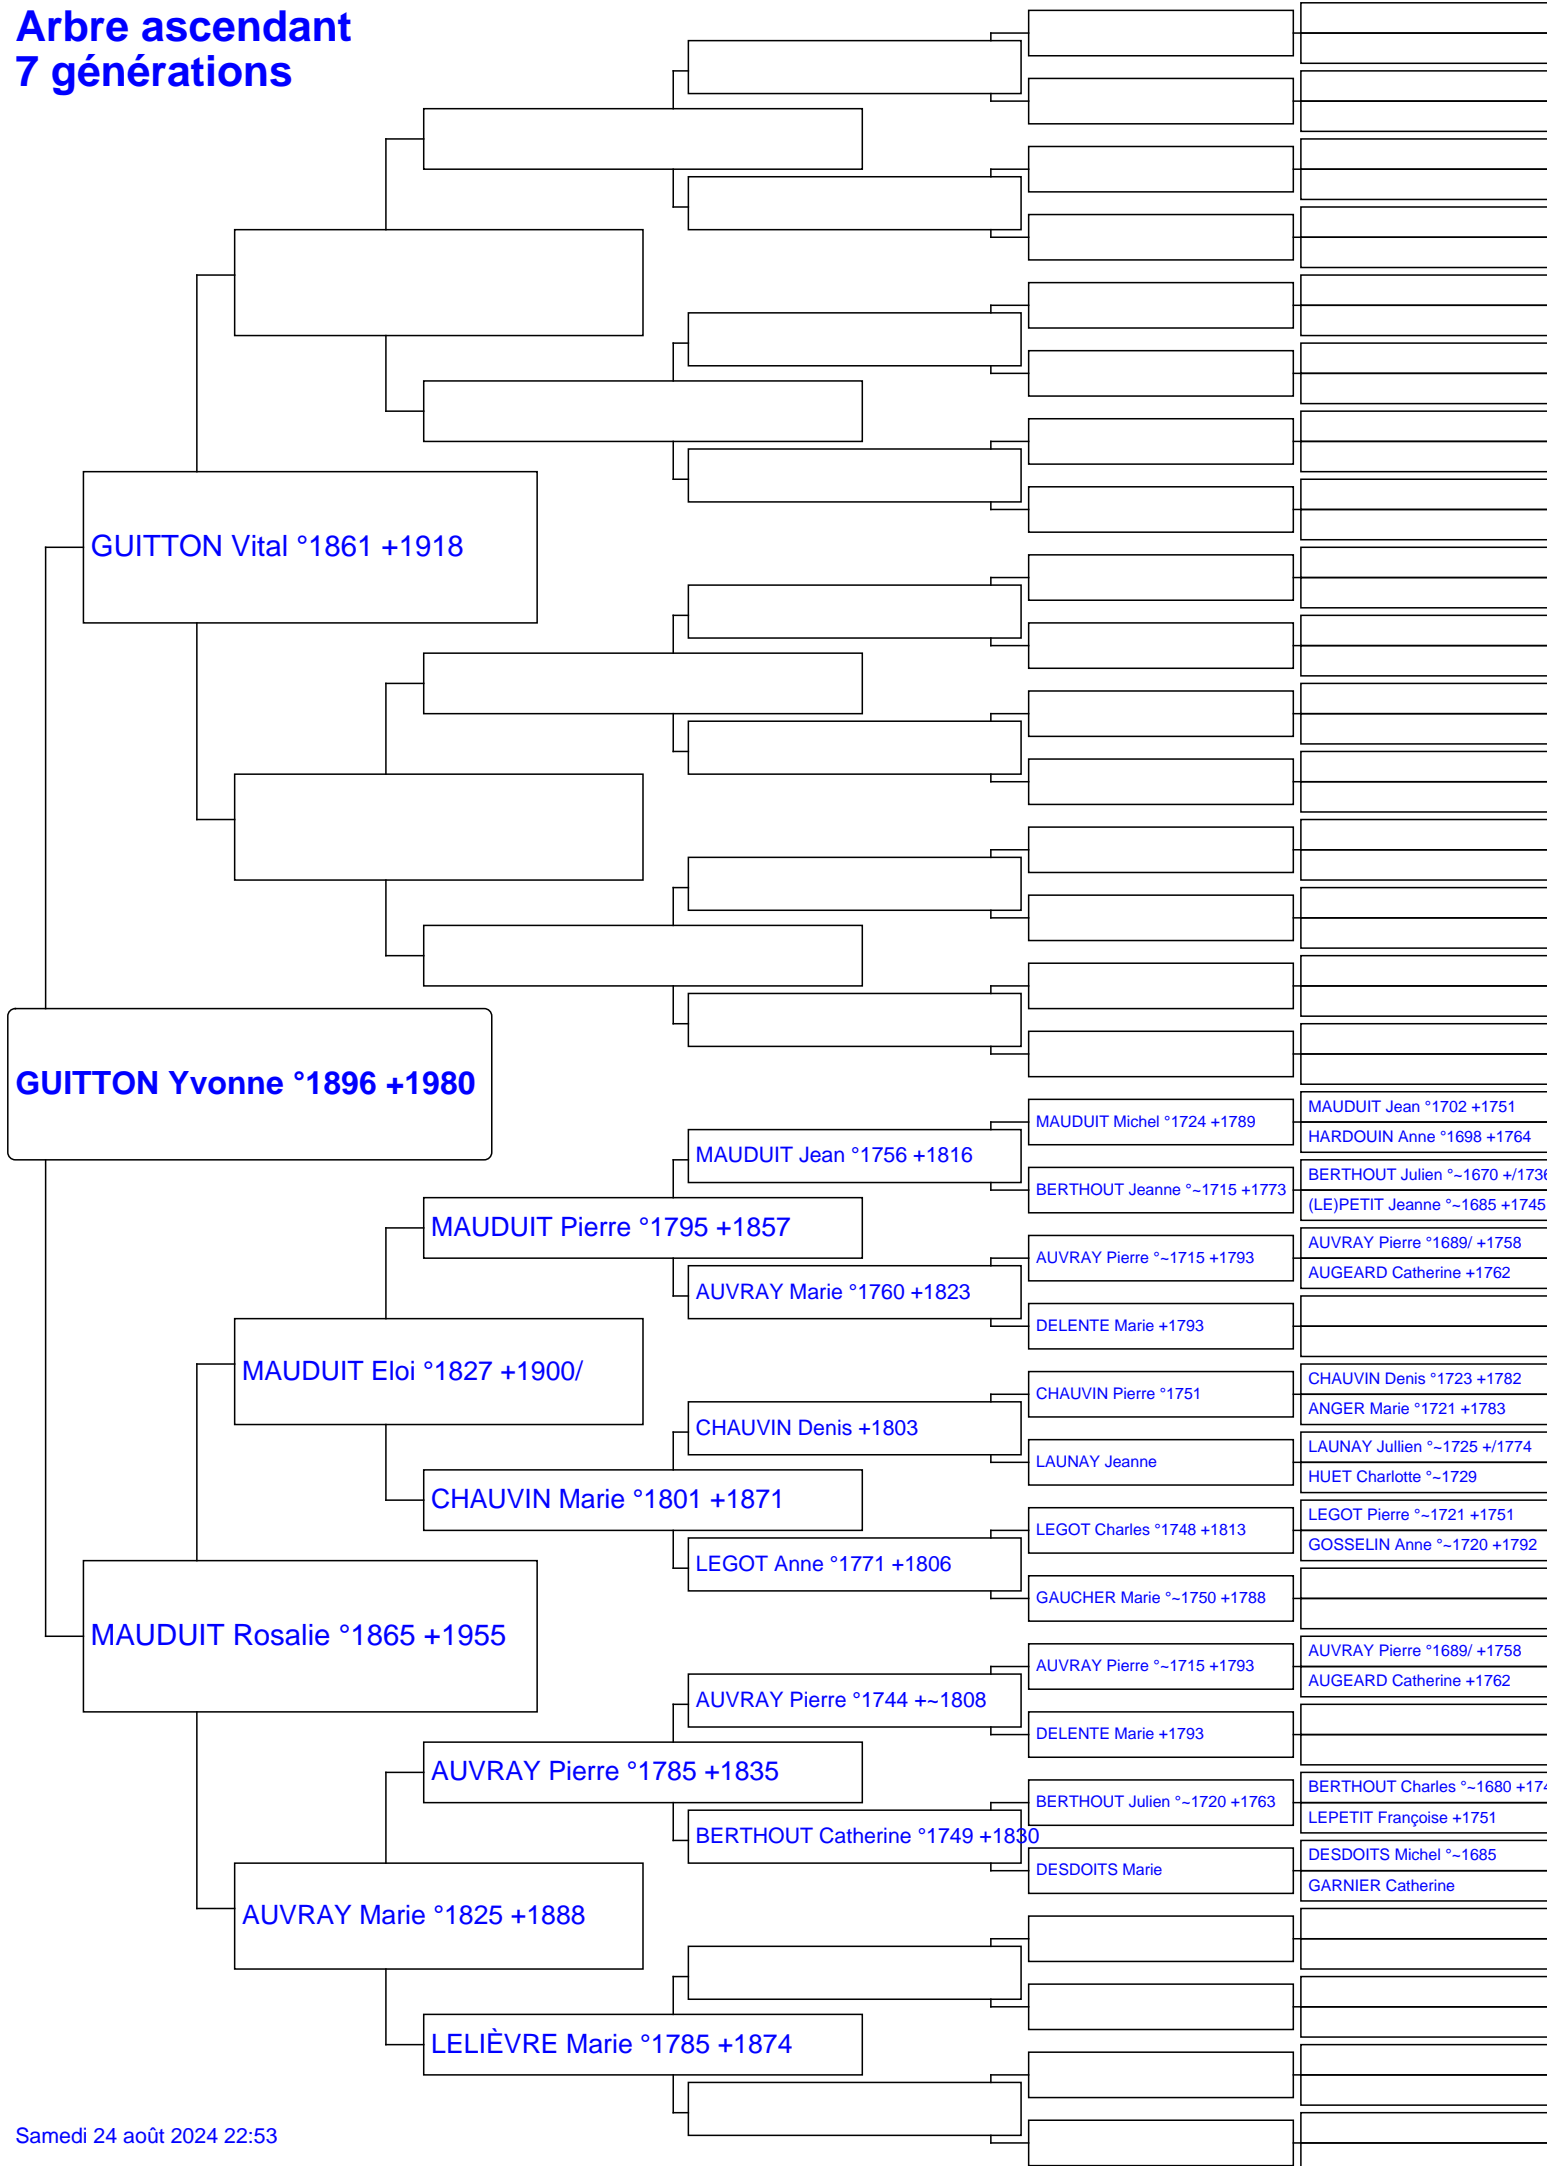 Arbre ascendant
7 générations
GUITTON Vital °1861 +1918
GUITTON Yvonne °1896 +1980
MAUDUIT Jean °1702 +1751
MAUDUIT Michel °1724 +1789
HARDOUIN Anne °1698 +1764
MAUDUIT Jean °1756 +1816
BERTHOUT Julien °~1670 +/1736
BERTHOUT Jeanne °~1715 +1773
(LE)PETIT Jeanne °~1685 +1745
MAUDUIT Pierre °1795 +1857
AUVRAY Pierre °1689/ +1758
AUVRAY Pierre °~1715 +1793
AUGEARD Catherine +1762
AUVRAY Marie °1760 +1823
DELENTE Marie +1793
MAUDUIT Eloi °1827 +1900/
CHAUVIN Denis °1723 +1782
CHAUVIN Pierre °1751
ANGER Marie °1721 +1783
CHAUVIN Denis +1803
LAUNAY Jullien °~1725 +/1774
LAUNAY Jeanne
HUET Charlotte °~1729
CHAUVIN Marie °1801 +1871
LEGOT Pierre °~1721 +1751
LEGOT Charles °1748 +1813
GOSSELIN Anne °~1720 +1792
LEGOT Anne °1771 +1806
GAUCHER Marie °~1750 +1788
MAUDUIT Rosalie °1865 +1955
AUVRAY Pierre °1689/ +1758
AUVRAY Pierre °~1715 +1793
AUGEARD Catherine +1762
AUVRAY Pierre °1744 +~1808
DELENTE Marie +1793
AUVRAY Pierre °1785 +1835
BERTHOUT Charles °~1680
BERTHOUT Julien °~1720 +1763
LEPETIT Françoise +1751
BERTHOUT Catherine °1749 +1830
DESDOITS Michel °~1685
DESDOITS Marie
GARNIER Catherine
AUVRAY Marie °1825 +1888
LELIÈVRE Marie °1785 +1874
Samedi 24 août 2024 22:53